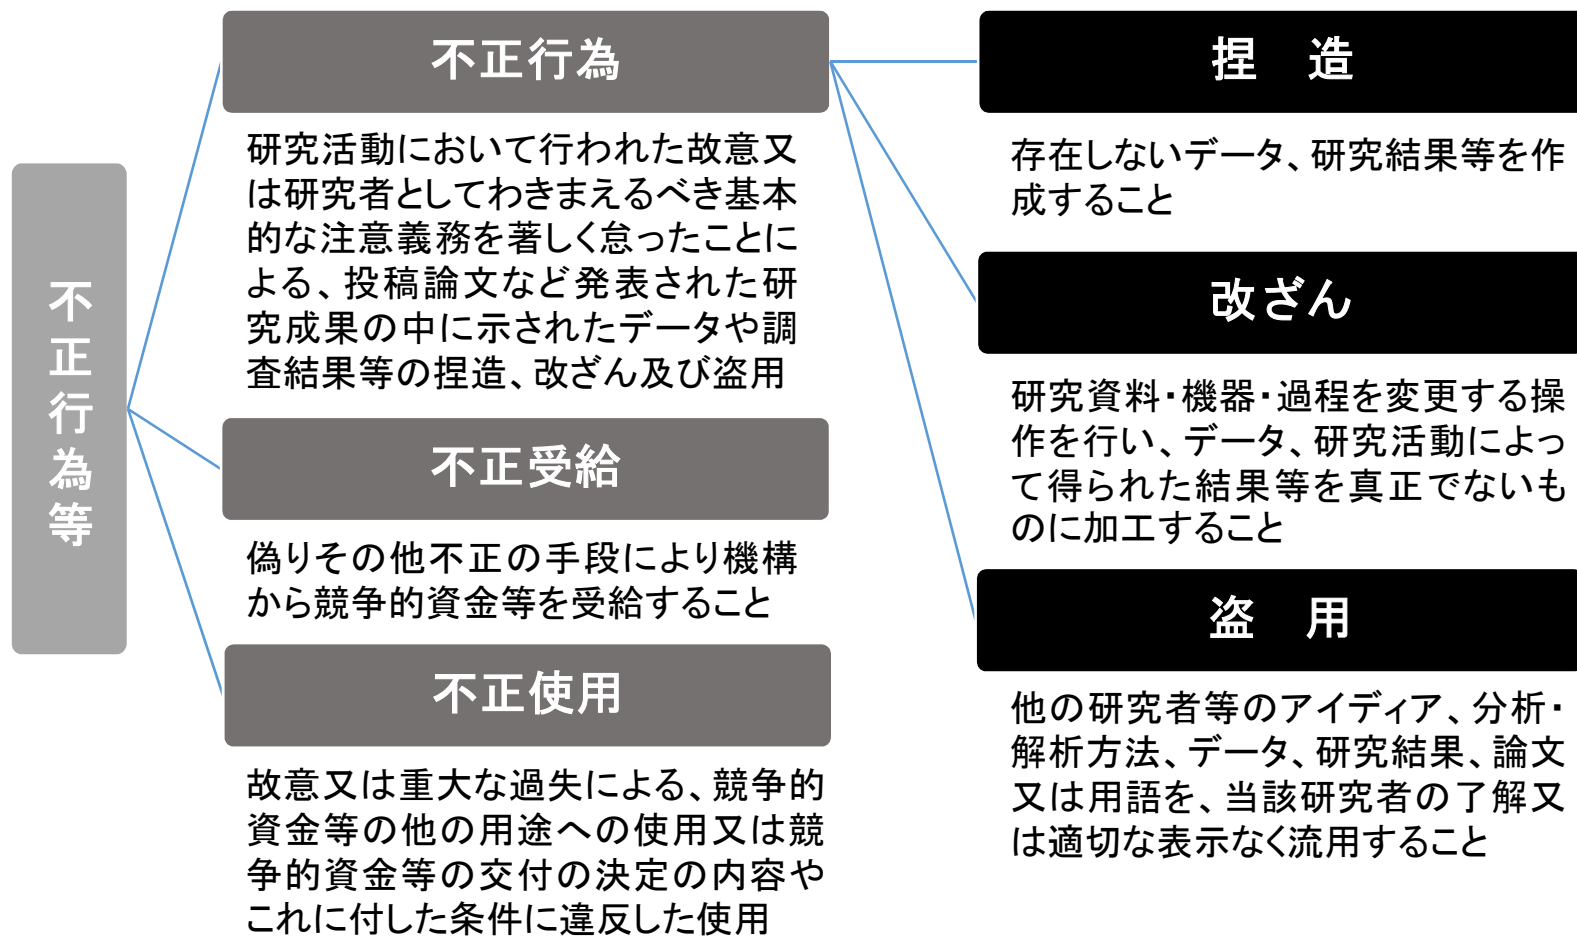 不正行為等
不正行為
研究活動において行われた故意又
は研究者としてわきまえるべき基本
的な注意義務を著しく怠ったことに
よる、投稿論文など発表された研
究成果の中に示されたデータや調
査結果等の捏造、改ざん及び盗用
不正受給
偽りその他不正の手段により機構
から競争的資金等を受給すること
不正使用
故意又は重大な過失による、競争的
資金等の他の用途への使用又は競
争的資金等の交付の決定の内容や
これに付した条件に違反した使用
捏　造
存在しないデータ、研究結果等を作
成すること
改ざん
研究資料・機器・過程を変更する操
作を行い、データ、研究活動によっ
て得られた結果等を真正でないも
のに加工すること
盗　用
他の研究者等のアイディア、分析・
解析方法、データ、研究結果、論文
又は用語を、当該研究者の了解又
は適切な表示なく流用すること